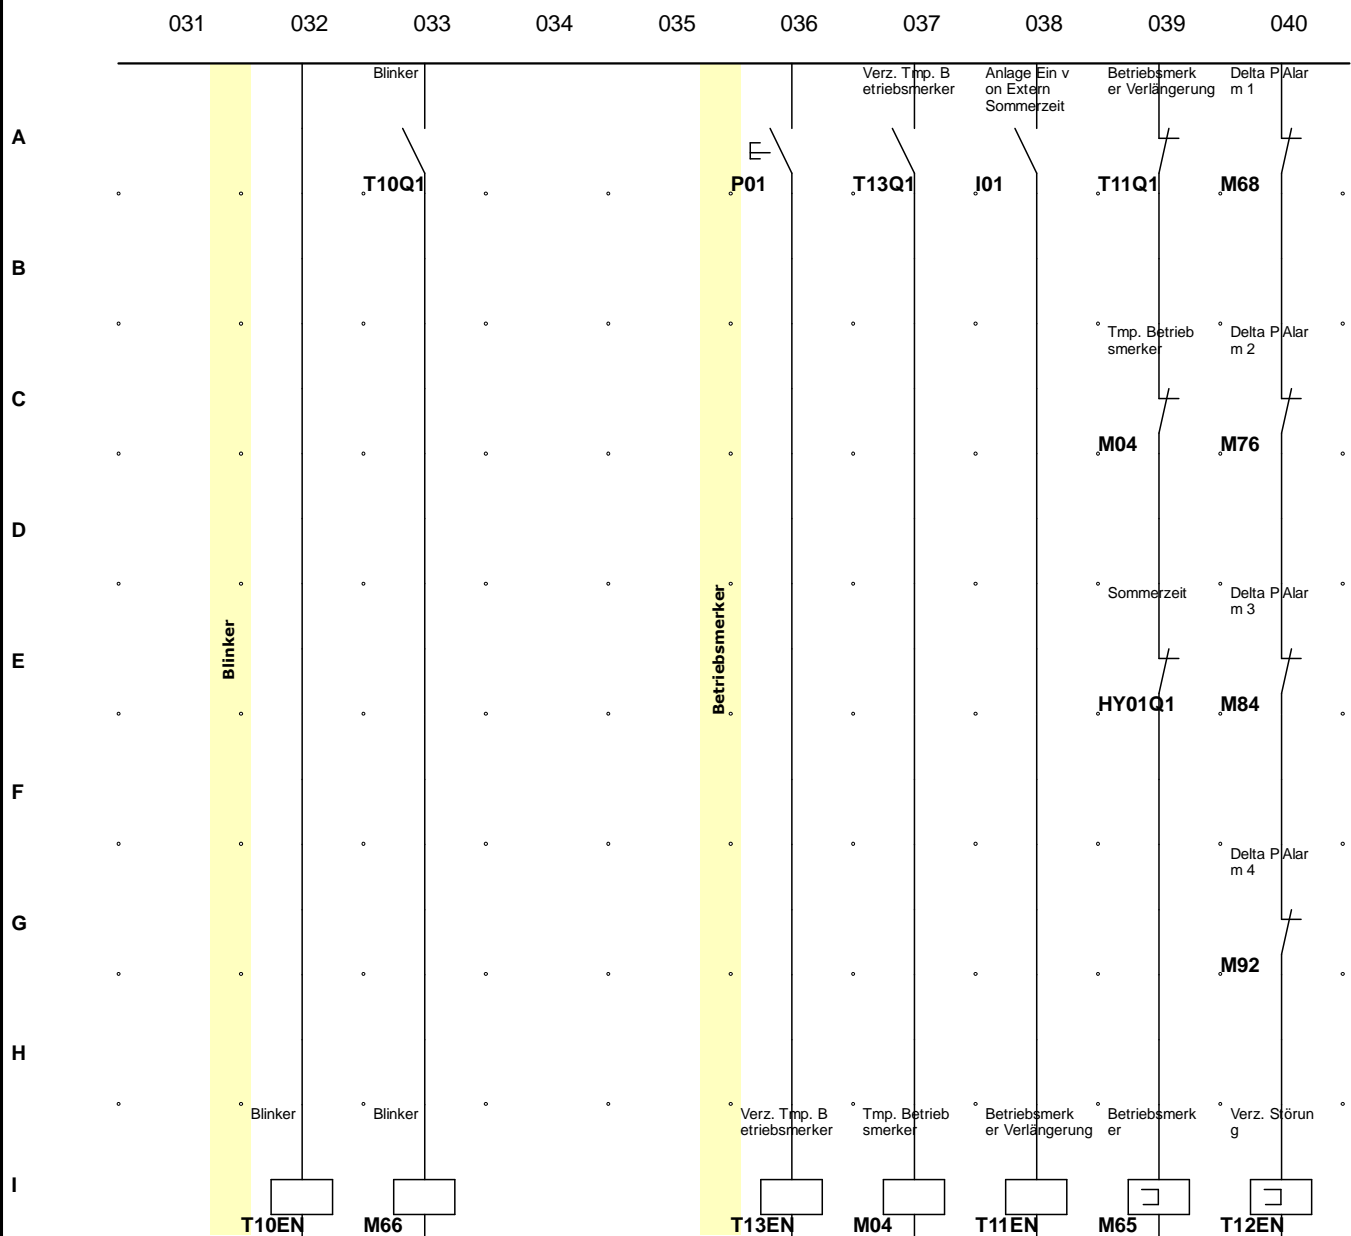 031 032 033 034 035 036 037 038 039 040
Blinker
Verz. Tmp. B
etriebsmerker
Anlage Ein v
on Extern
Sommerzeit
Betriebsmerk
er Verlängerung
Delta P Alar
m 1
A
T10Q1 P01 T13Q1 I01 T11Q1 M68
B
Tmp. Betrieb
smerker
Delta P Alar
m 2
C
M04 M76
D
Sommerzeit
Delta P Alar
m 3
Blinker
Betriebsmerker
E
HY01Q1 M84
F
Delta P Alar
m 4
G
M92
H
Blinker
Blinker
Verz. Tmp. B
etriebsmerker
Tmp. Betrieb
smerker
Betriebsmerk
er Verlängerung
Betriebsmerk
er
Verz. Störun
g
I
T10EN M66 T13EN M04 T11EN M65 T12EN